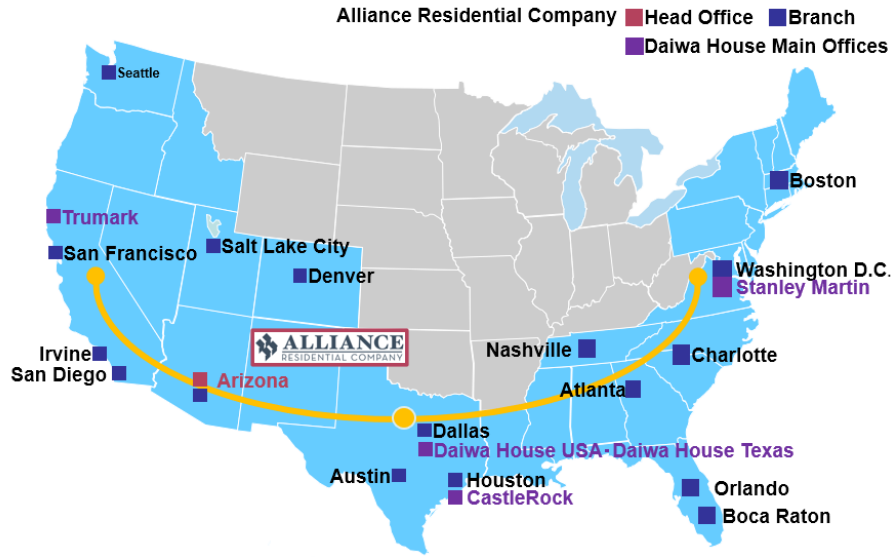 Alliance Residential Company Head Office Branch
Daiwa House Main Offices
Seattle
Boston
Trumark
San Francisco
Salt Lake City
Denver
Washington D.C.
Stanley Martin
ALLIANCE
RESIDENTIAL COMPANY
Irvine
San Diego
Arizona
Nashville
Charlotte
Atlanta
Dallas
Daiwa House USA・Daiwa House Texas
Austin
Houston
CastleRock
Orlando
Boca Raton